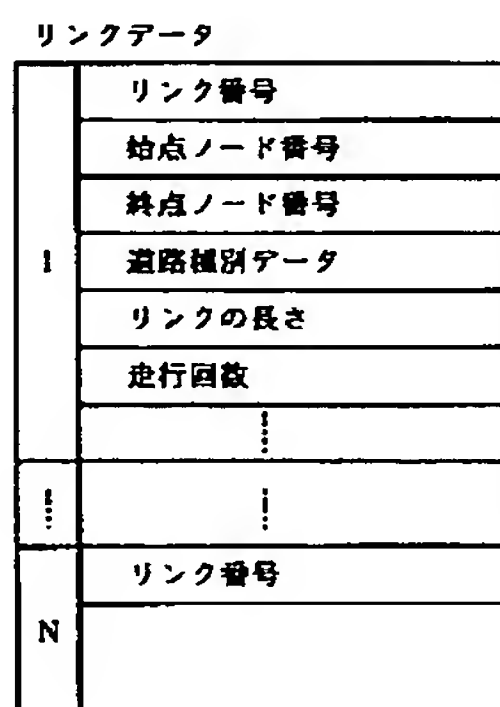 リンクデータ
リンク番号
始点ノード番号
終点ノード番号
1
道路種別データ
リンクの長さ
走行回数
リンク番号
N